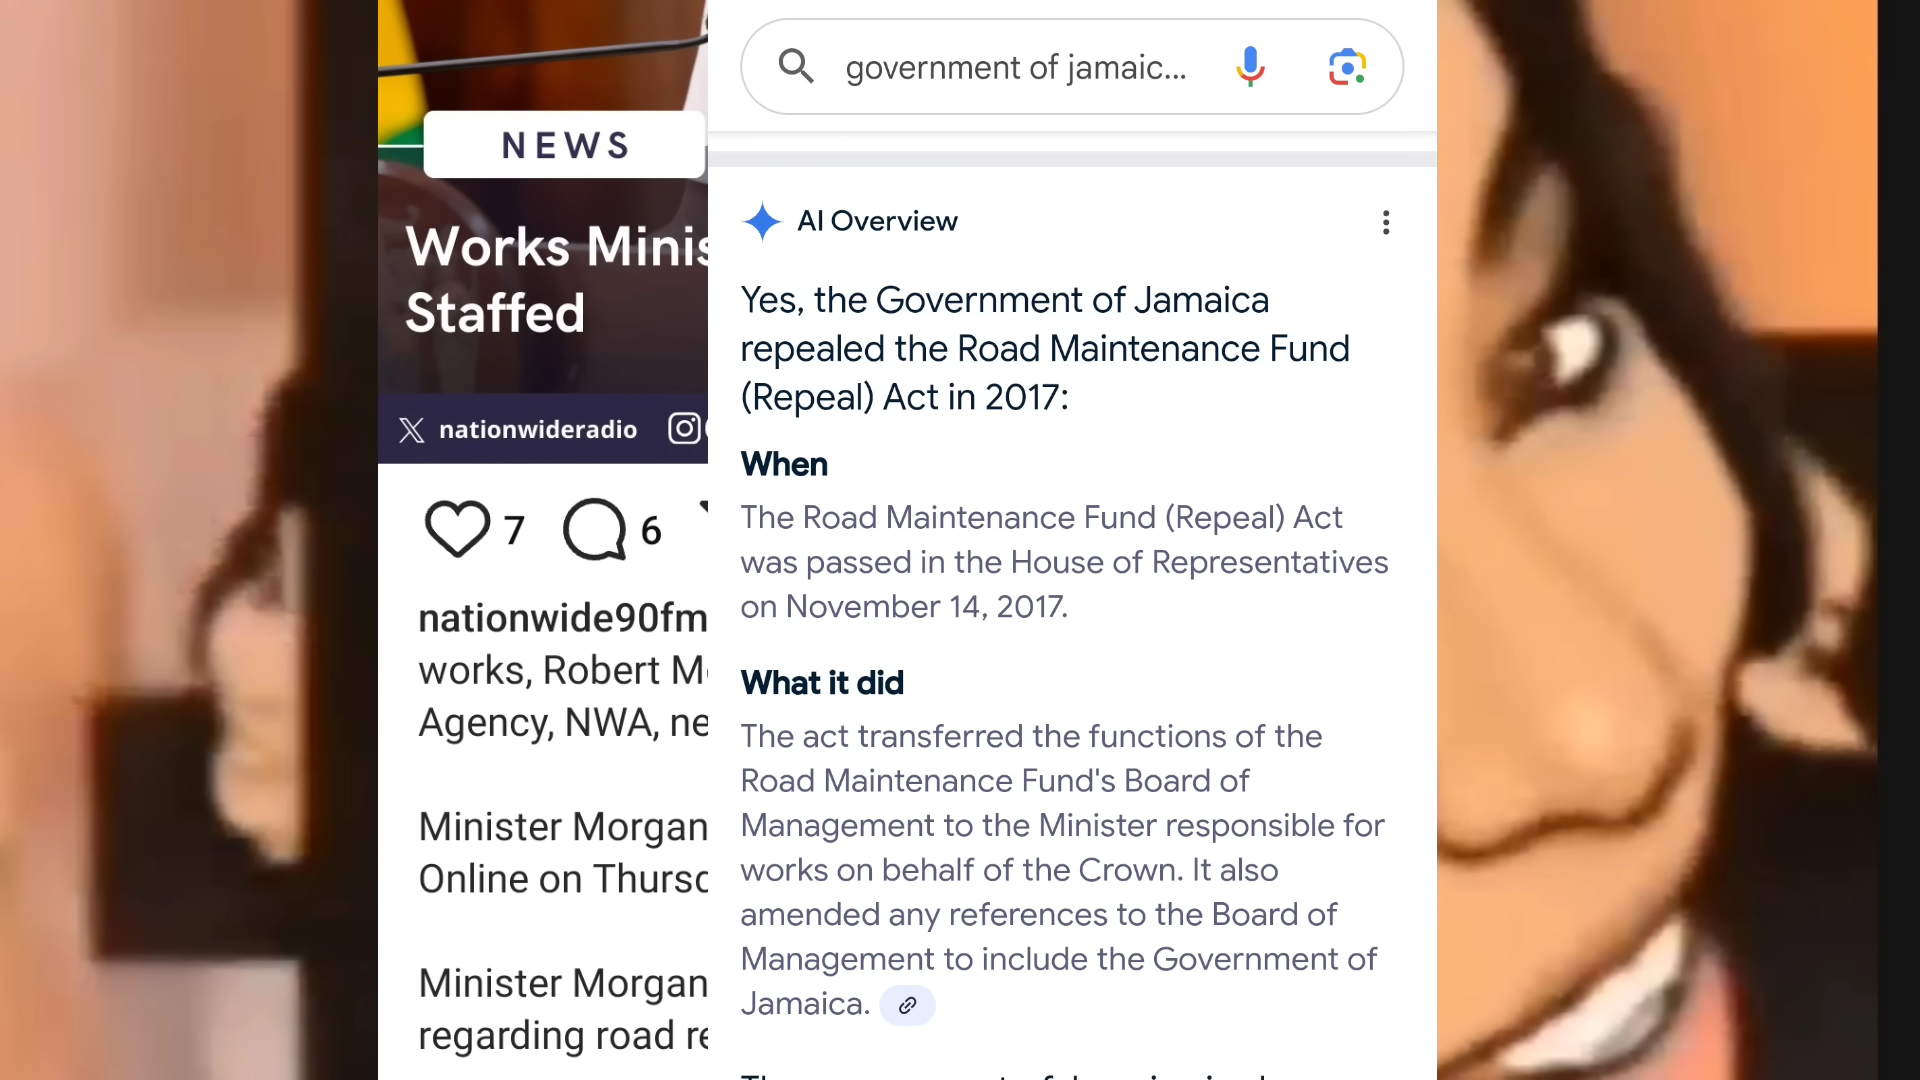 NEWS
Works Minis
Staffed
nationwideradio
7 6
nationwide90fm
works, Robert M
Agency, NWA, ne
Minister Morgan
Online on Thurs
Minister Morgan
regarding road re
government of jamaic...
AI Overview
Yes, the Government of Jamaica
repealed the Road Maintenance Fund
(Repeal) Act in 2017:
When
The Road Maintenance Fund (Repeal) Act
was passed in the House of Representatives
on November 14, 2017.
What it did
The act transferred the functions of the
Road Maintenance Fund's Board of
Management to the Minister responsible for
works on behalf of the Crown. It also
amended any references to the Board of
Management to include the Government of
Jamaica.